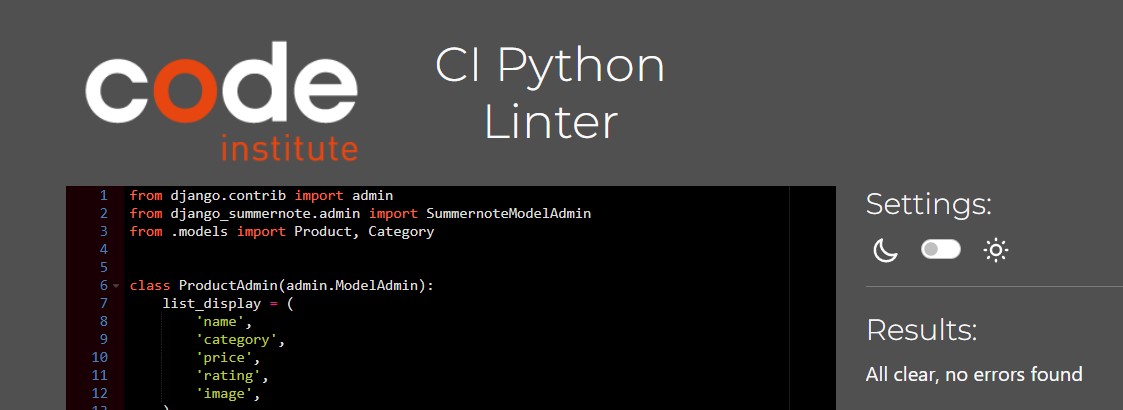 code
institute
CI Python
Linter
1 from django.contrib import admin
2 from django_summernote.admin import SummernoteModelAdmin
3 from .models import Product, Category
4
5
6 class ProductAdmin(admin.ModelAdmin):
7     list_display = (
8         'name',
9         'category',
10         'price',
11         'rating',
12         'image',
13     )
Settings:
Results:
All clear, no errors found